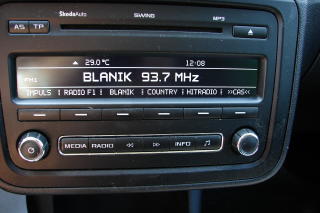 ŠkodaAuto SWING MP3
AS TP
29.0°C 12:08
FM1 BLANIK 93.7 MHz
IMPULS RADIO F1 BLANIK COUNTRY HITRADIO >>CAS<<
MEDIA RADIO INFO